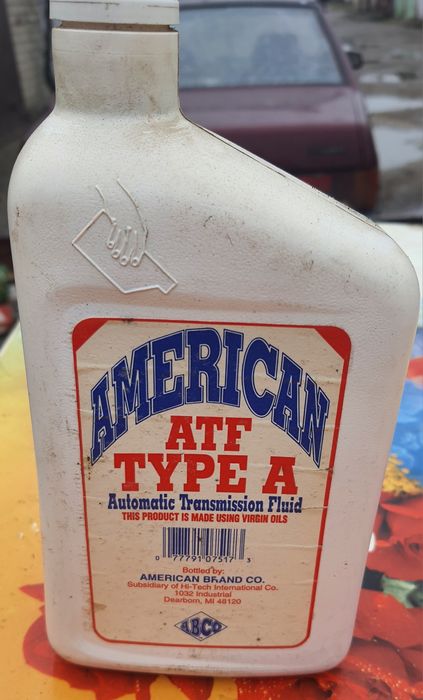 AMERICAN
ATF
TYPE A
Automatic Transmission Fluid
THIS PRODUCT IS MADE USING VIRGIN OILS
0 77791 07517 3
Bottled by:
AMERICAN BRAND CO.
Subsidiary of Hi-Tech International Co.
1032 Industrial
Dearborn, MI 48120
ABCO